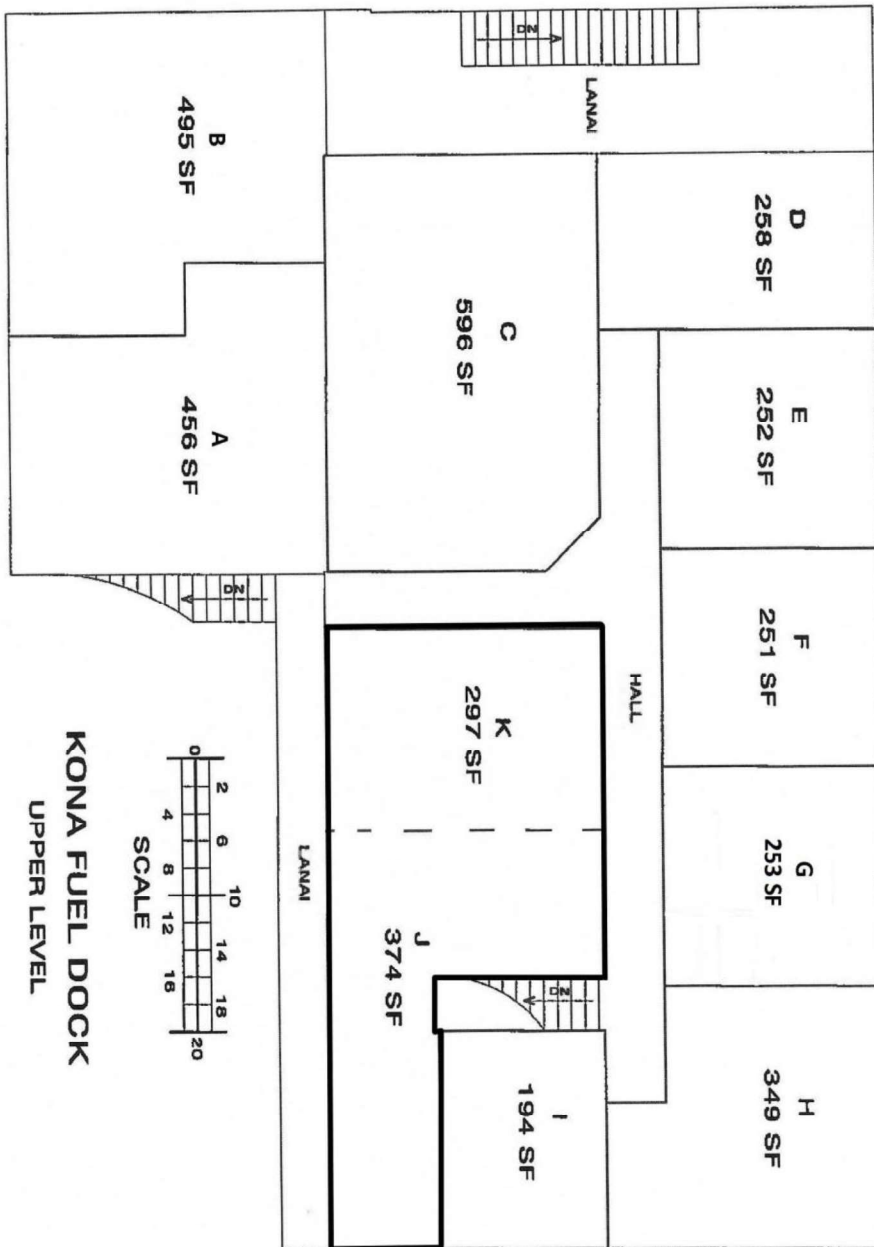 D
258 SF
E
252 SF
F
251 SF
G
253 SF
H
349 SF
HALL
LANAI
DN
C
596 SF
K
297 SF
J
374 SF
I
194 SF
DN
LANAI
B
495 SF
A
456 SF
DN
0 2 4 6 8 10 12 14 16 18 20
SCALE
KONA FUEL DOCK
UPPER LEVEL